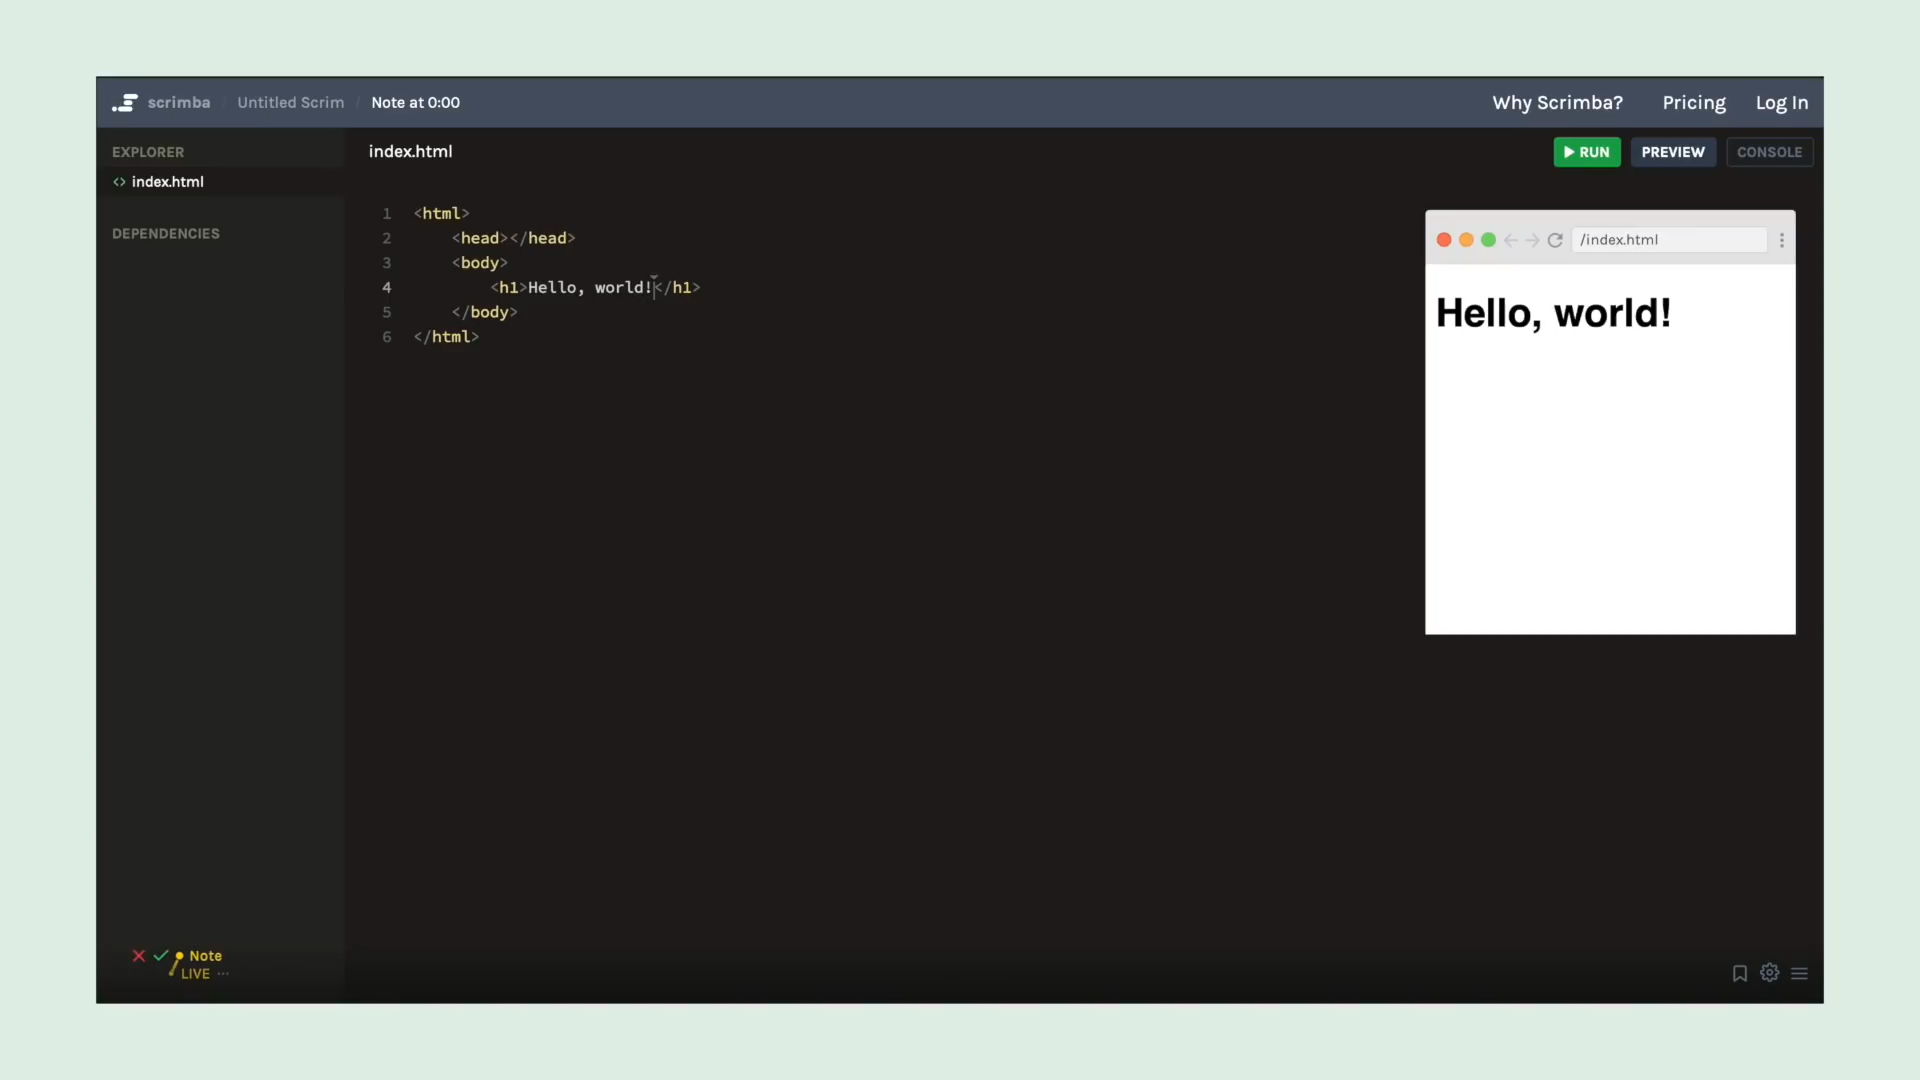 scrimba / Untitled Scrim / Note at 0:00
Why Scrimba? Pricing Log In
EXPLORER
<> index.html
DEPENDENCIES
index.html
RUN PREVIEW CONSOLE
1 <html>
2     <head></head>
3     <body>
4         <h1>Hello, world!</h1>
5     </body>
6 </html>
/index.html
Hello, world!
Note
LIVE ...